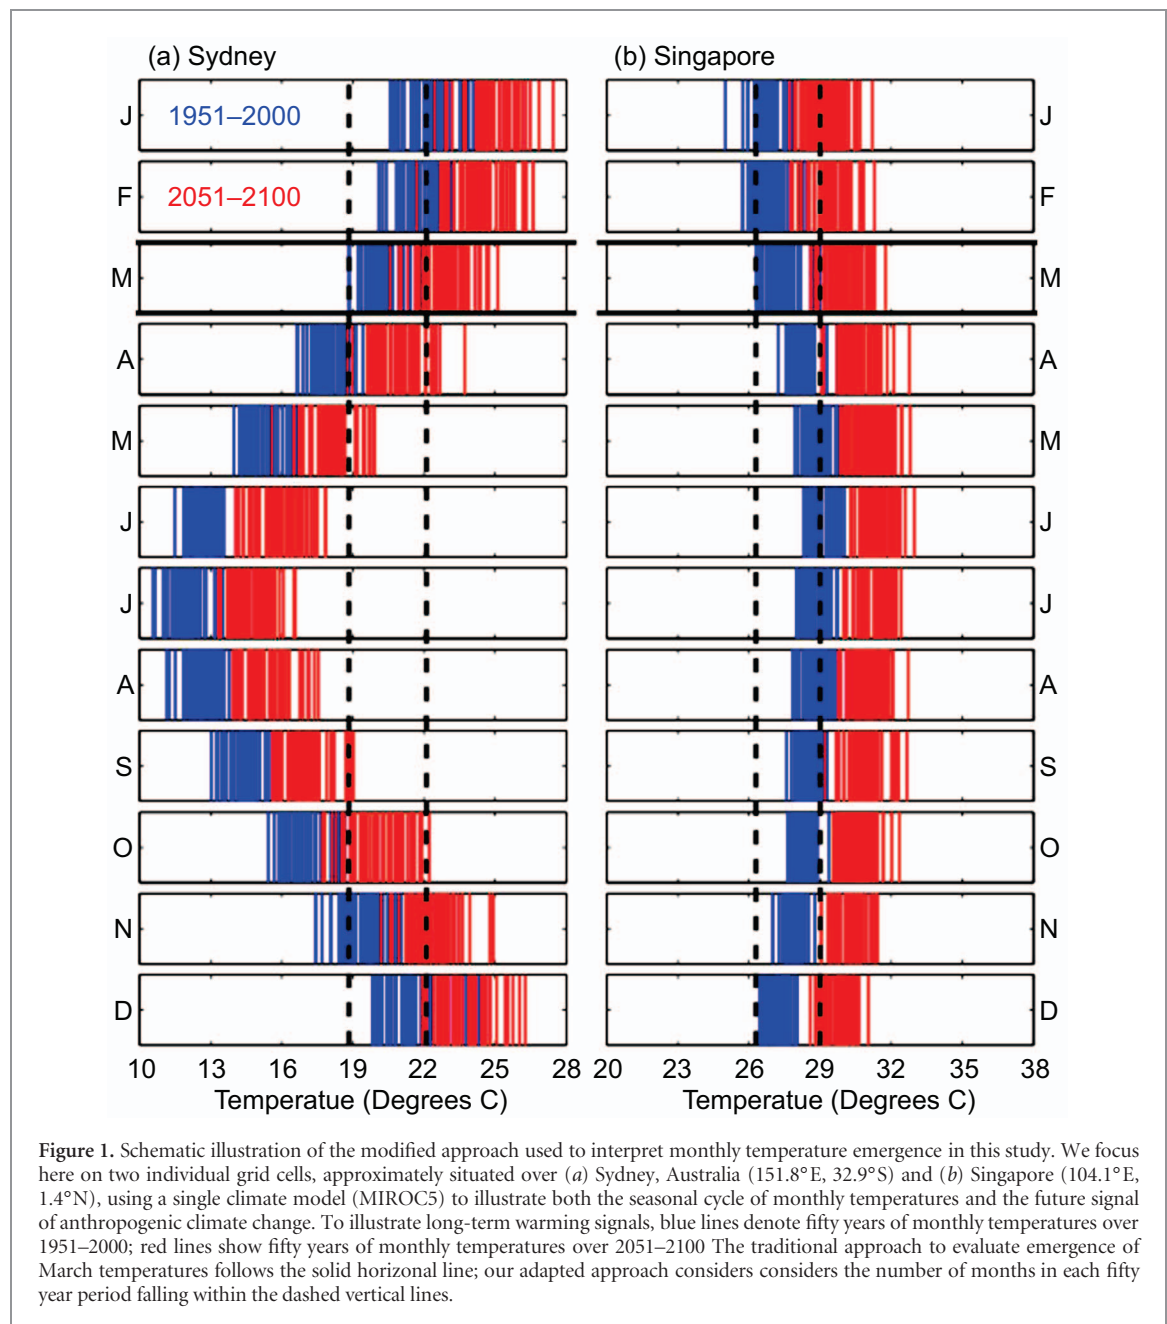 (a) Sydney
(b) Singapore
J 1951–2000 J
F 2051–2100 F
M M
A A
M M
J J
J J
A A
S S
O O
N N
D D
10 13 16 19 22 25 28 20 23 26 29 32 35 38
Temperatue (Degrees C) Temperatue (Degrees C)
Figure 1. Schematic illustration of the modified approach used to interpret monthly temperature emergence in this study. We focus
here on two individual grid cells, approximately situated over (a) Sydney, Australia (151.8°E, 32.9°S) and (b) Singapore (104.1°E,
1.4°N), using a single climate model (MIROC5) to illustrate both the seasonal cycle of monthly temperatures and the future signal
of anthropogenic climate change. To illustrate long-term warming signals, blue lines denote fifty years of monthly temperatures over
1951–2000; red lines show fifty years of monthly temperatures over 2051–2100 The traditional approach to evaluate emergence of
March temperatures follows the solid horizonal line; our adapted approach considers considers the number of months in each fifty
year period falling within the dashed vertical lines.